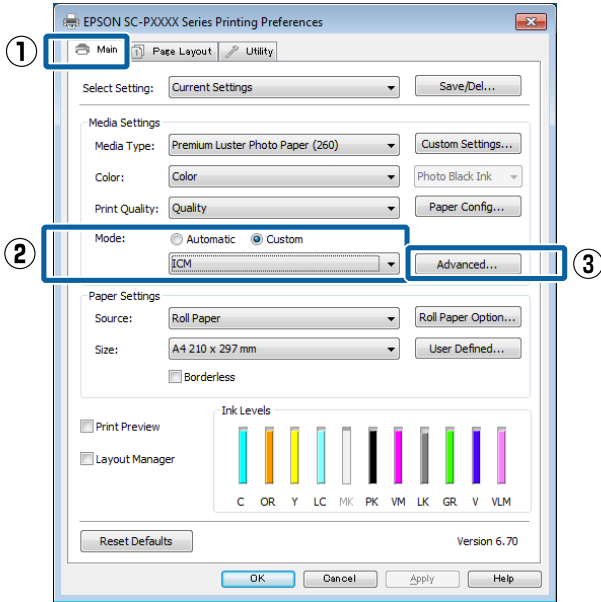 EPSON SC-PXXXX Series Printing Preferences
① Main Page Layout Utility
Select Setting: Current Settings Save/Del...
Media Settings
Media Type: Premium Luster Photo Paper (260) Custom Settings...
Color: Color Photo Black Ink
Print Quality: Quality Paper Config...
Mode: Automatic Custom
② ICM Advanced... ③
Paper Settings
Source: Roll Paper Roll Paper Option...
Size: A4 210 x 297 mm User Defined...
Borderless
Ink Levels
Print Preview
Layout Manager
C OR Y LC MK PK VM LK GR V VLM
Reset Defaults Version 6.70
OK Cancel Apply Help